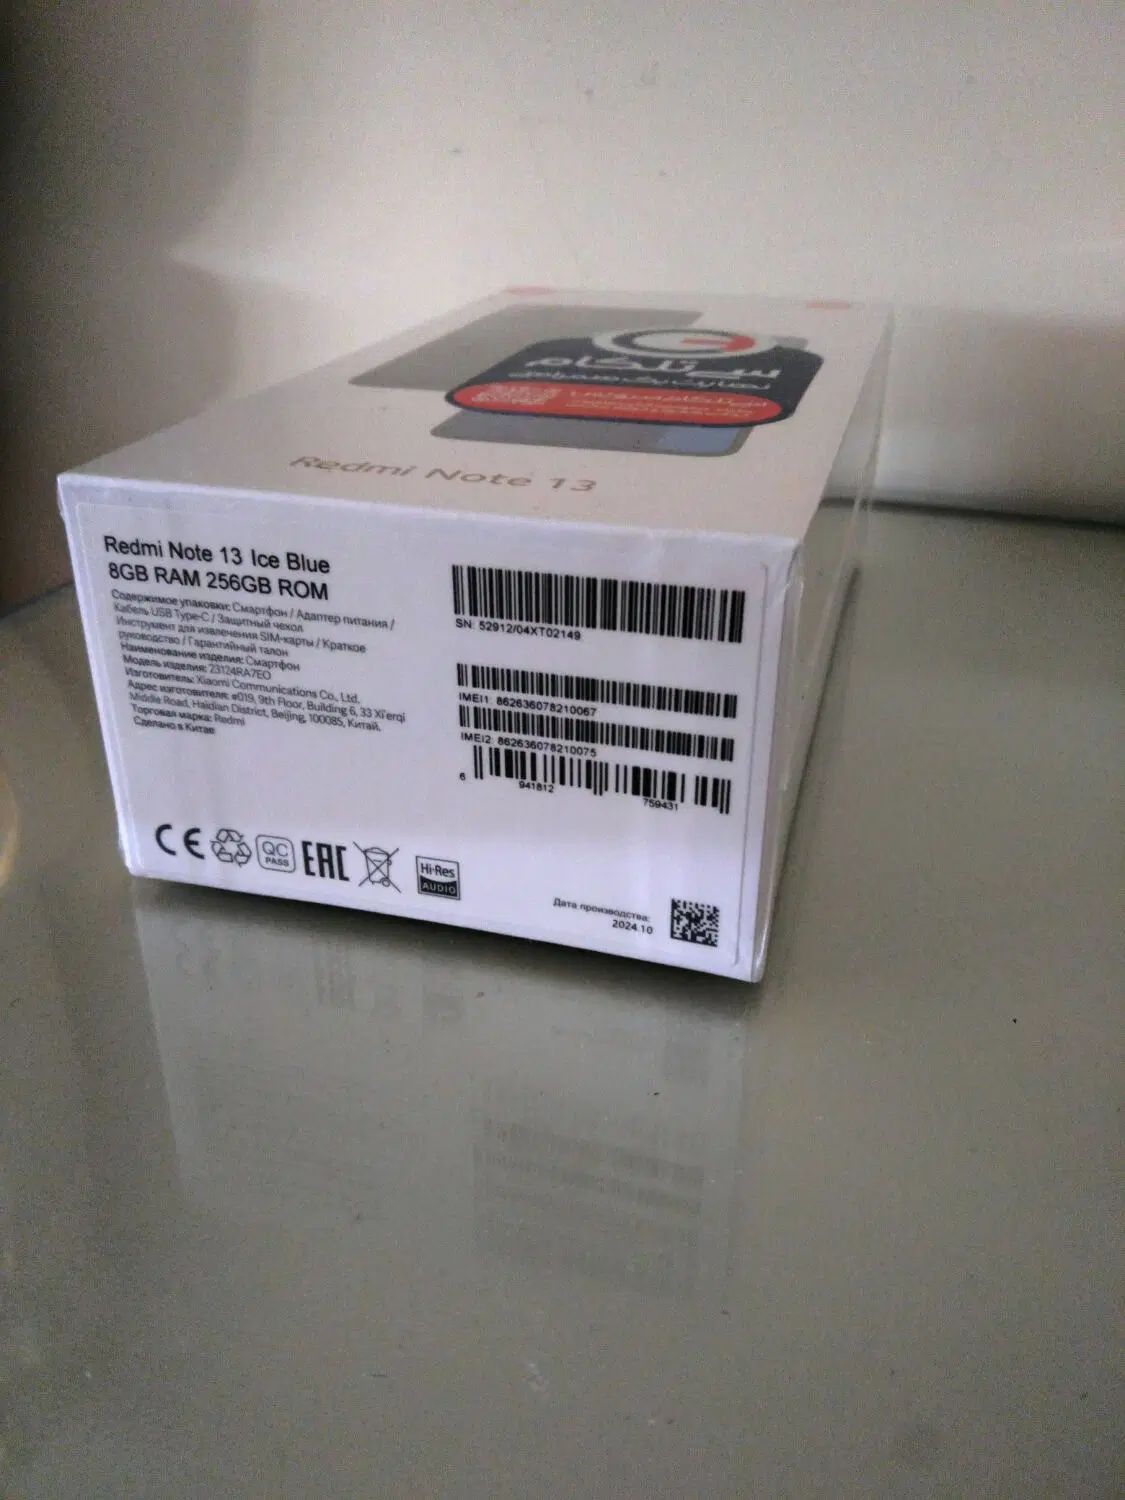 سی تلکام
Redmi Note 13
Redmi Note 13 Ice Blue
8GB RAM 256GB ROM
Содержимое упаковки: Смартфон / Адаптер питания /
Кабель USB Type-C / Защитный чехол
Инструмент для извлечения SIM-карты / Краткое
руководство / Гарантийный талон
Наименование изделия: Смартфон
Модель изделия: 23124RA7EO
Изготовитель: Xiaomi Communications Co., Ltd.
Адрес изготовителя: #019, 9th Floor, Building 6, 33 Xi'erqi
Middle Road, Haidian District, Beijing, 100085, Китай.
Торговая марка: Redmi
Сделано в Китае
SN: 52912/04XT02149
IMEI1: 862636078210067
IMEI2: 862636078210075
6 941812 759431
CE
QC
PASS
EAC
Hi-Res
AUDIO
Дата производства:
2024.10